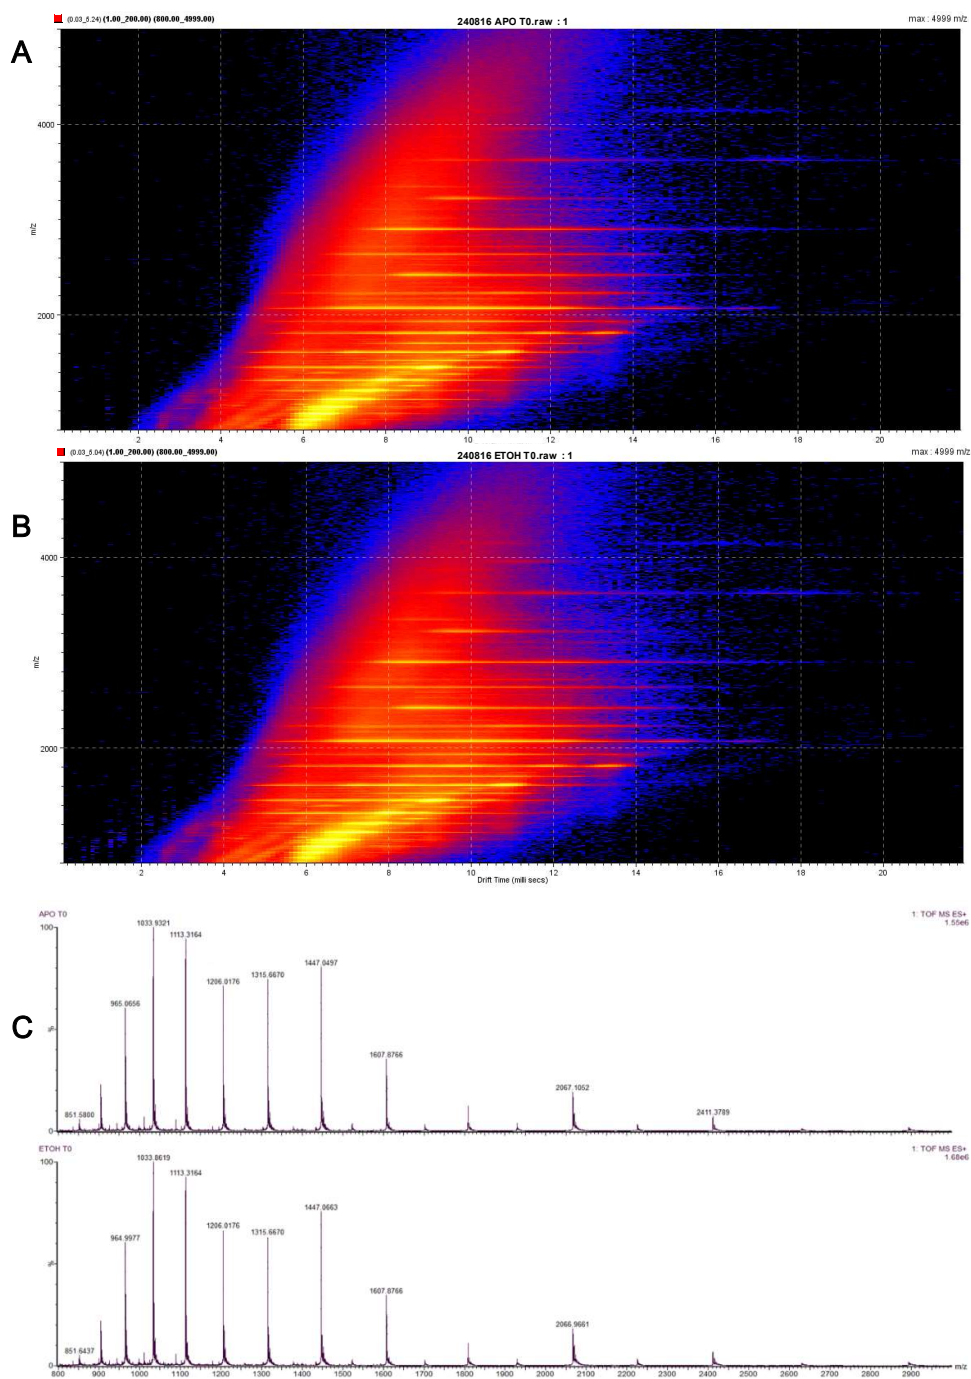 (0.03_5.24) (1.00_200.00) (800.00_4999.00)
240816 APO T0.raw : 1
max : 4999 m/z
A
4000
m/z
2000
2 4 6 8 10 12 14 16 18 20
(0.03_5.04) (1.00_200.00) (800.00_4999.00)
240816 ETOH T0.raw : 1
max : 4999 m/z
B
4000
m/z
2000
2 4 6 8 10 12 14 16 18 20
Drift Time (milli secs)
APO T0
1: TOF MS ES+
1.55e6
100
1033.9321
1113.3164
1447.0497
1206.0176
1315.6670
965.0656
C
%
1607.8766
2067.1052
2411.3789
851.5800
0
ETOH T0
1: TOF MS ES+
1.68e6
100
1033.8619
1113.3164
1447.0663
1206.0176
1315.6670
964.9977
%
1607.8766
2066.9661
851.6437
0
800 900 1000 1100 1200 1300 1400 1500 1600 1700 1800 1900 2000 2100 2200 2300 2400 2500 2600 2700 2800 2900 m/z